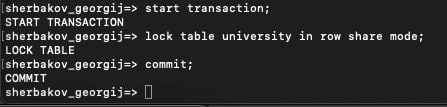 [sherbakov_georgij=> start transaction;
START TRANSACTION
[sherbakov_georgij=> lock table university in row share mode;
LOCK TABLE
[sherbakov_georgij=> commit;
COMMIT
sherbakov_georgij=>